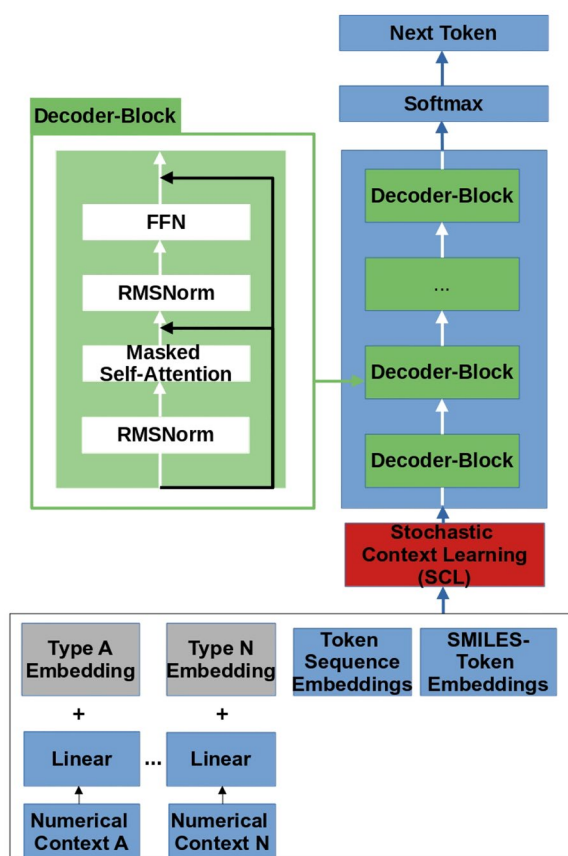 Next Token
Softmax
Decoder-Block
FFN
RMSNorm
Masked
Self-Attention
RMSNorm
Decoder-Block
...
Decoder-Block
Decoder-Block
Stochastic
Context Learning
(SCL)
Type A
Embedding
Type N
Embedding
Token
Sequence
Embeddings
SMILES-
Token
Embeddings
+
+
Linear
...
Linear
Numerical
Context A
Numerical
Context N